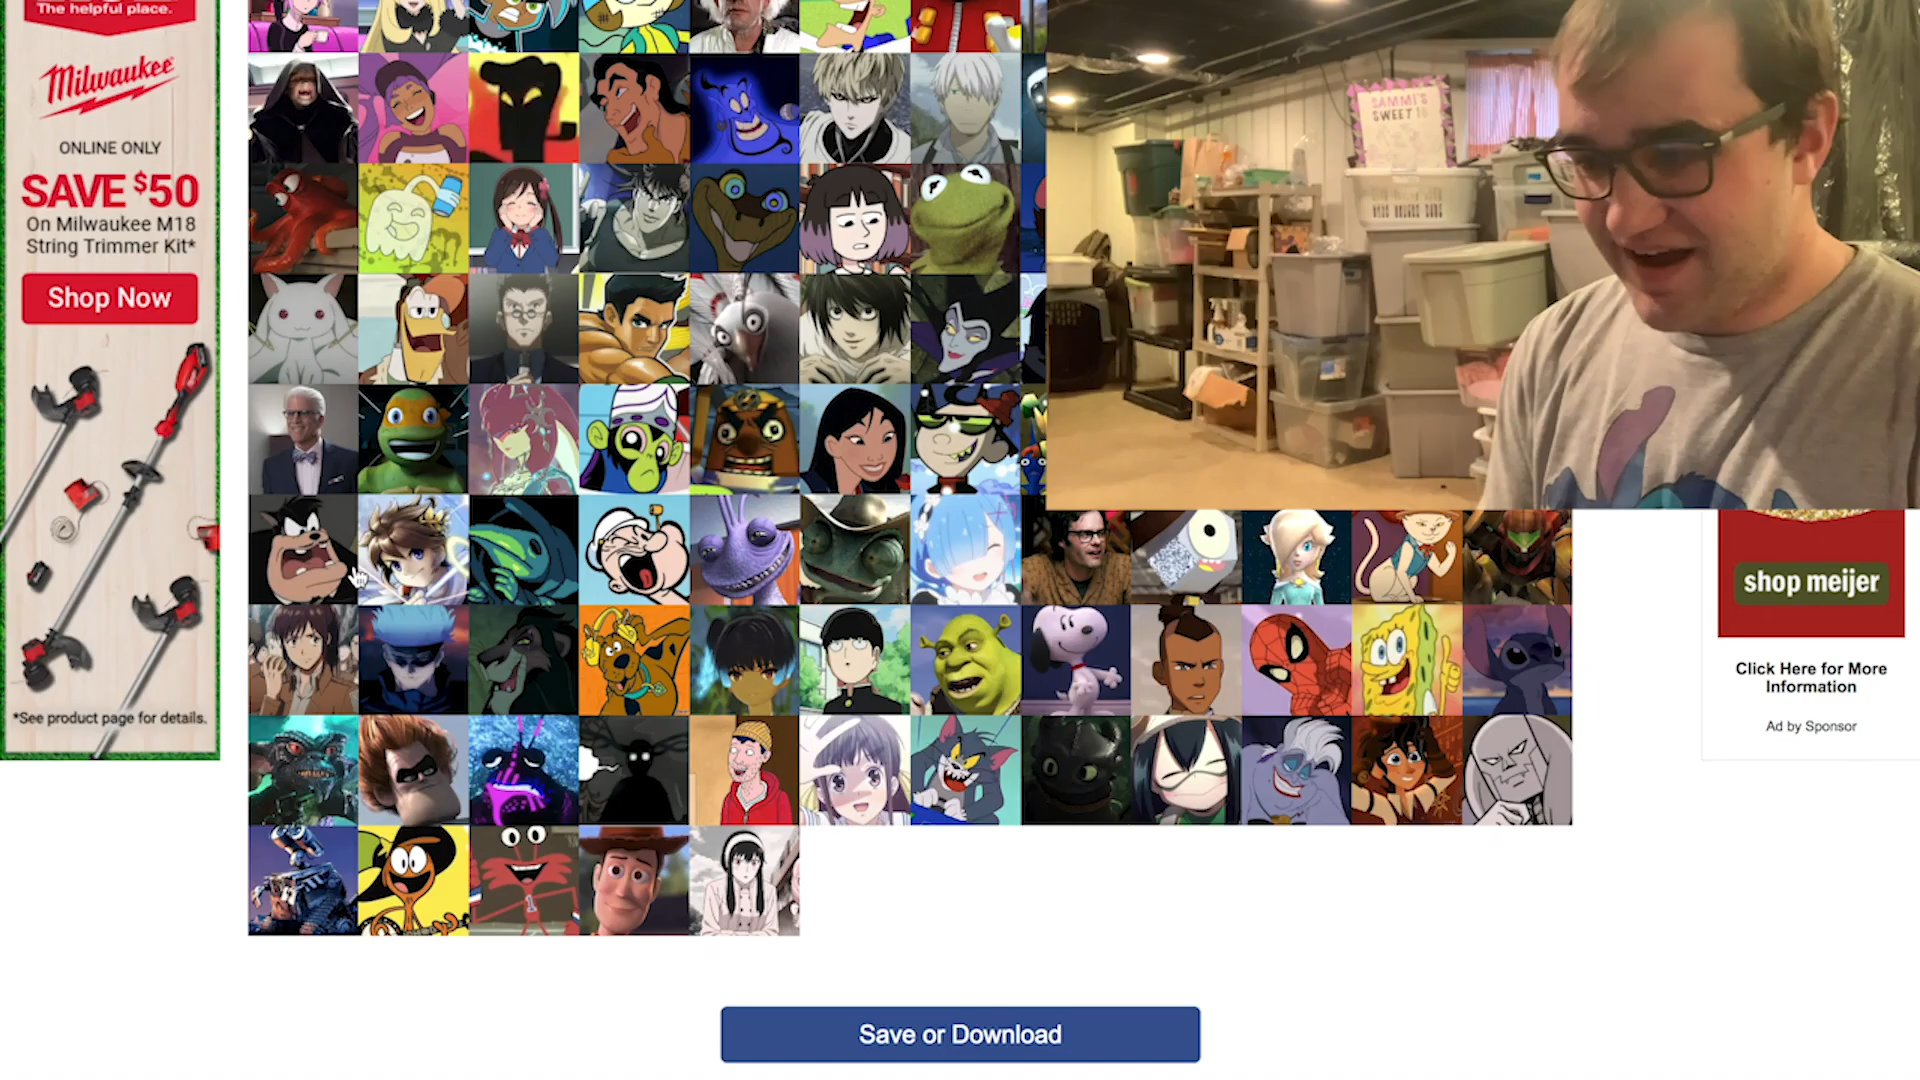 The helpful place.
Milwaukee
ONLINE ONLY
SAVE $50
On Milwaukee M18
String Trimmer Kit*
Shop Now
*See product page for details.
SAMMI'S
SWEET 16
1
shop meijer
Click Here for More
Information
Ad by Sponsor
Save or Download